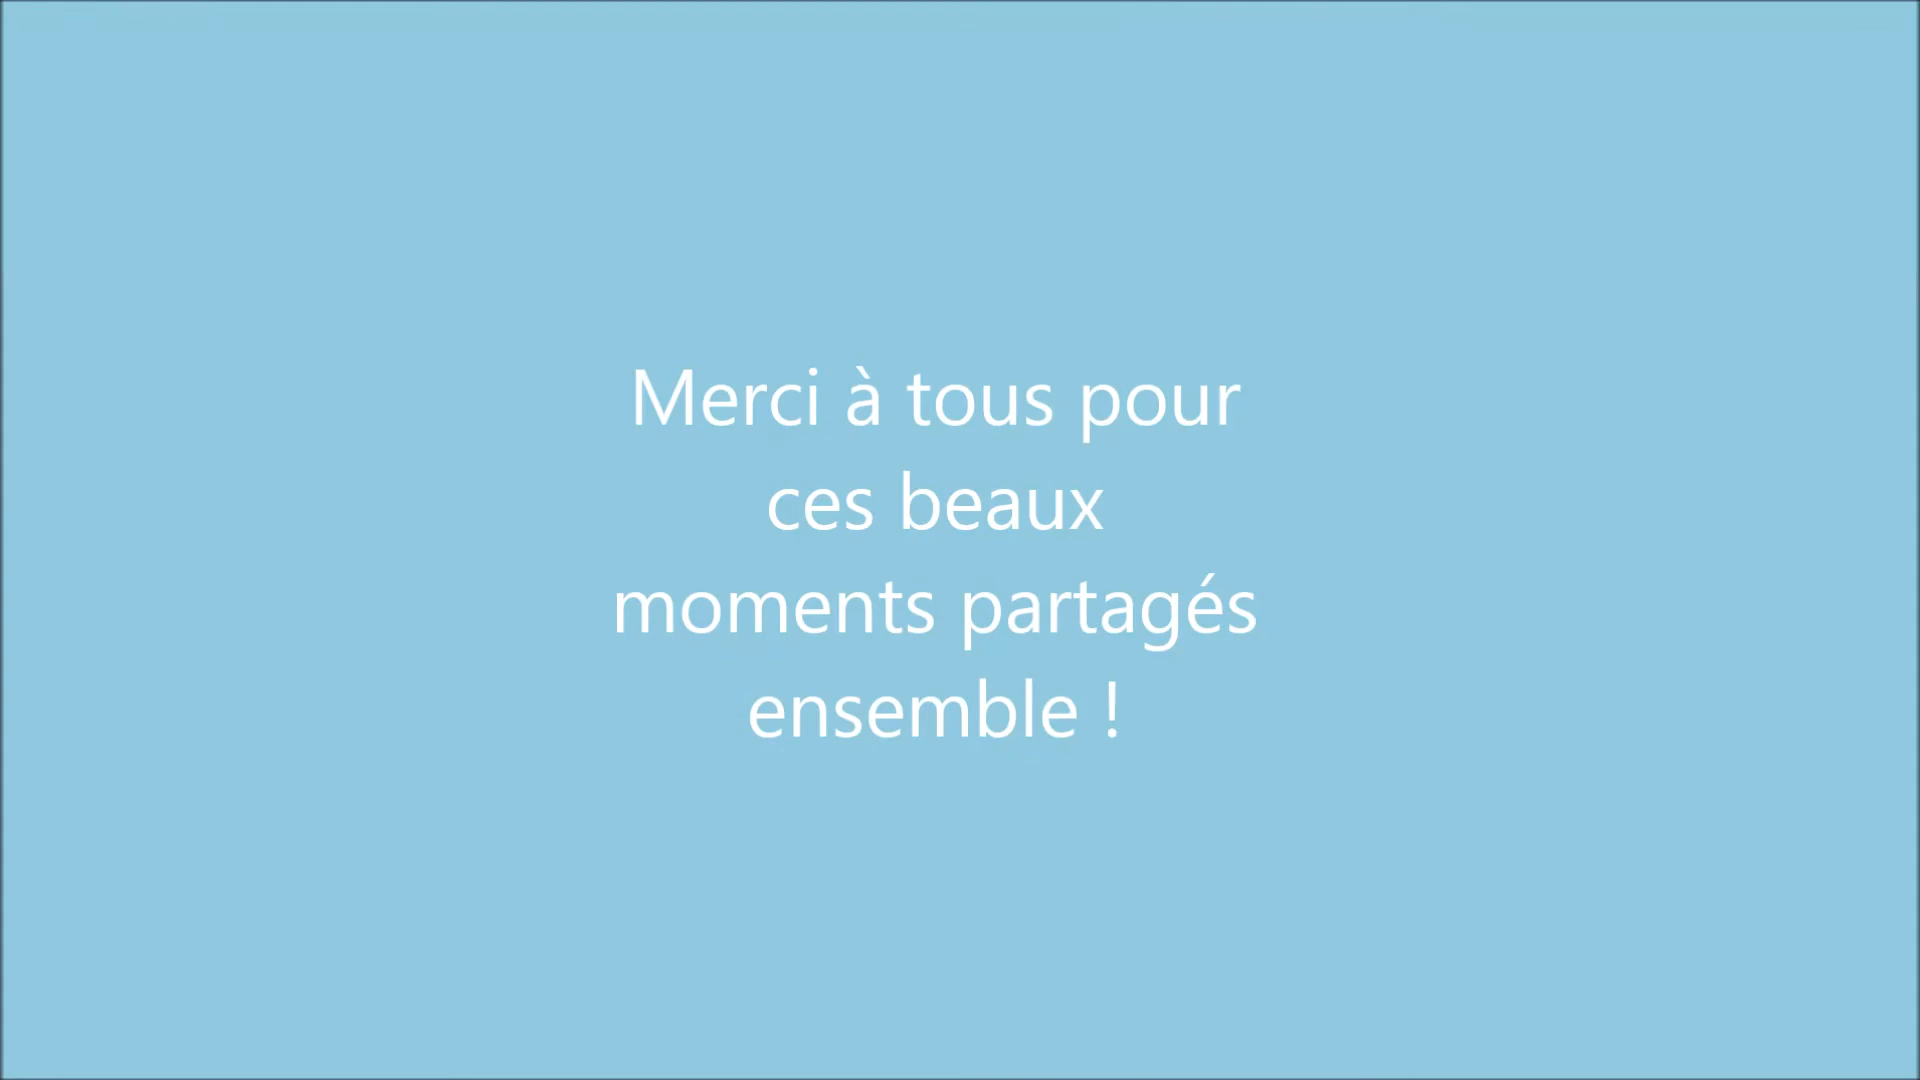 Merci à tous pour
ces beaux
moments partagés
ensemble !